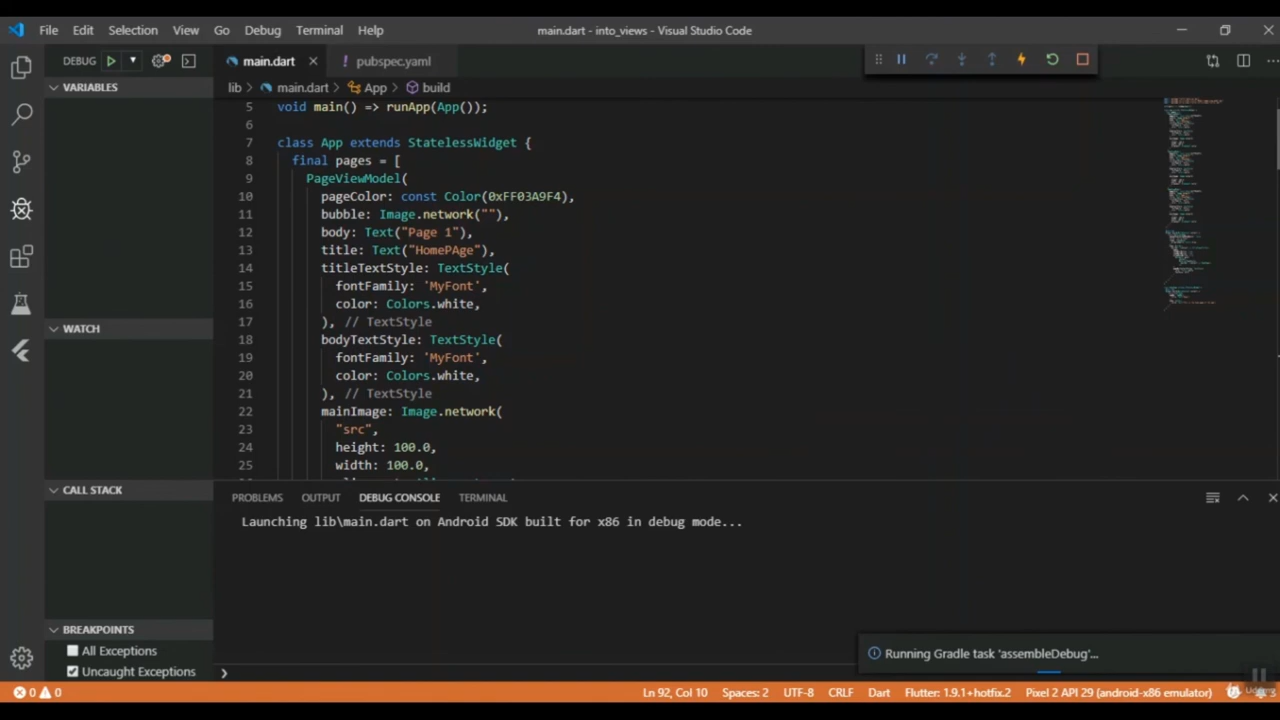 File Edit Selection View Go Debug Terminal Help
main.dart - into_views - Visual Studio Code
DEBUG
main.dart
pubspec.yaml
VARIABLES
lib > main.dart > App > build
5 void main() => runApp(App());
6
7 class App extends StatelessWidget {
8 final pages = [
9 PageViewModel(
10 pageColor: const Color(0xFF03A9F4),
11 bubble: Image.network(""),
12 body: Text("Page 1"),
13 title: Text("HomePAge"),
14 titleTextStyle: TextStyle(
15 fontFamily: 'MyFont',
16 color: Colors.white,
17 ), // TextStyle
18 bodyTextStyle: TextStyle(
19 fontFamily: 'MyFont',
20 color: Colors.white,
21 ), // TextStyle
22 mainImage: Image.network(
23 "src",
24 height: 100.0,
25 width: 100.0,
WATCH
CALL STACK
BREAKPOINTS
All Exceptions
Uncaught Exceptions
PROBLEMS OUTPUT DEBUG CONSOLE TERMINAL
Launching lib\main.dart on Android SDK built for x86 in debug mode...
Running Gradle task 'assembleDebug'...
0 0
Ln 92, Col 10 Spaces: 2 UTF-8 CRLF Dart Flutter: 1.9.1+hotfix.2 Pixel 2 API 29 (android-x86 emulator)